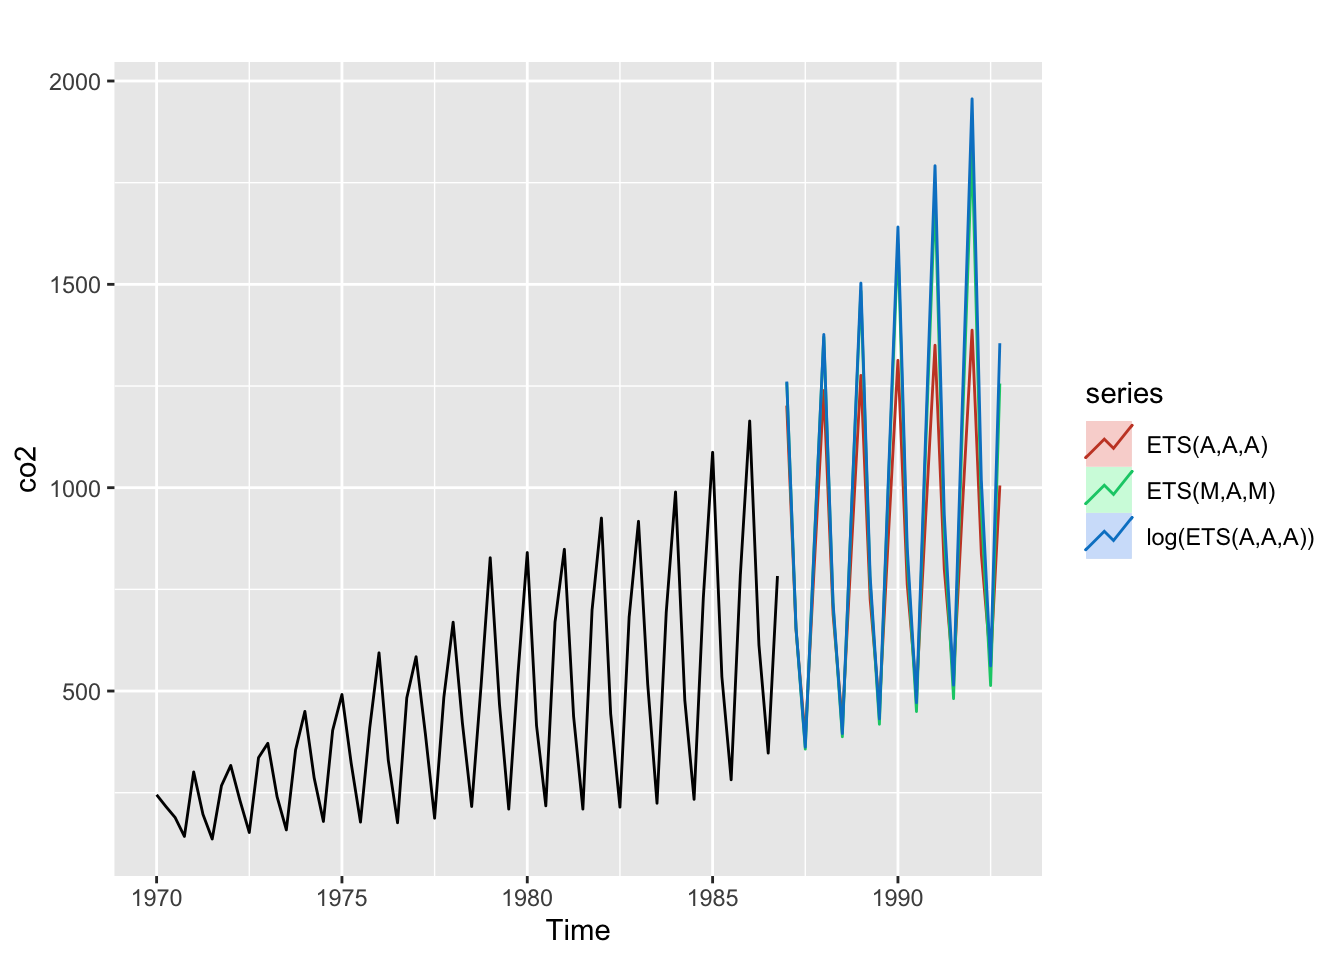 2000
1500
1000
500
co2
1970 1975 1980 1985 1990
Time
series
ETS(A,A,A)
ETS(M,A,M)
log(ETS(A,A,A))